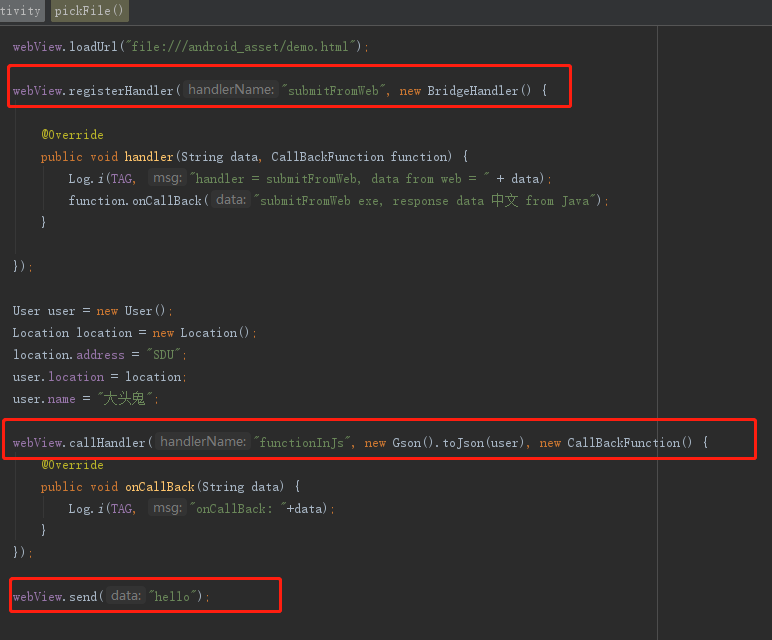 tivity pickFile()
webView.loadUrl("file:///android_asset/demo.html");
webView.registerHandler( handlerName: "submitFromWeb", new BridgeHandler() {
@Override
public void handler(String data, CallBackFunction function) {
Log.i(TAG, msg: "handler = submitFromWeb, data from web = " + data);
function.onCallBack( data: "submitFromWeb exe, response data 中文 from Java");
}
});
User user = new User();
Location location = new Location();
location.address = "SDU";
user.location = location;
user.name = "大头鬼";
webView.callHandler( handlerName: "functionInJs", new Gson().toJson(user), new CallBackFunction() {
@Override
public void onCallBack(String data) {
Log.i(TAG, msg: "onCallBack: "+data);
}
});
webView.send( data: "hello");